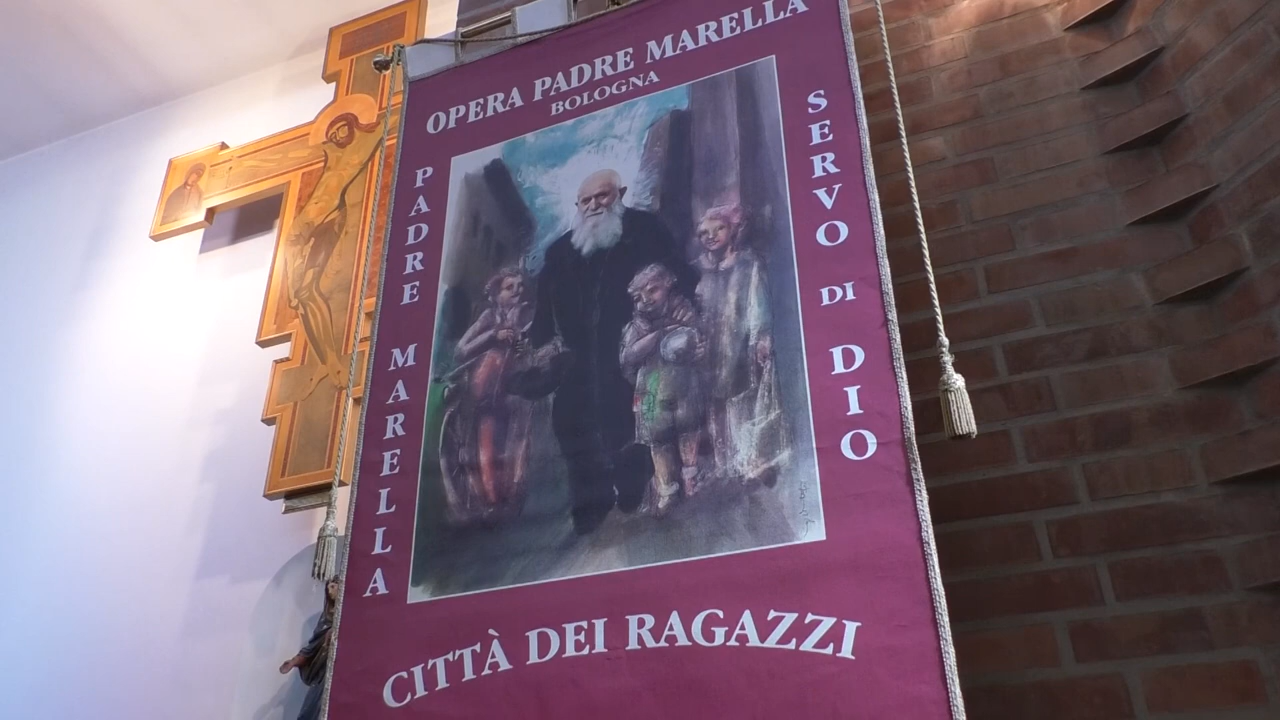 OPERA PADRE MARELLA
BOLOGNA
PADRE MARELLA
SERVO DI DIO
CITTÀ DEI RAGAZZI